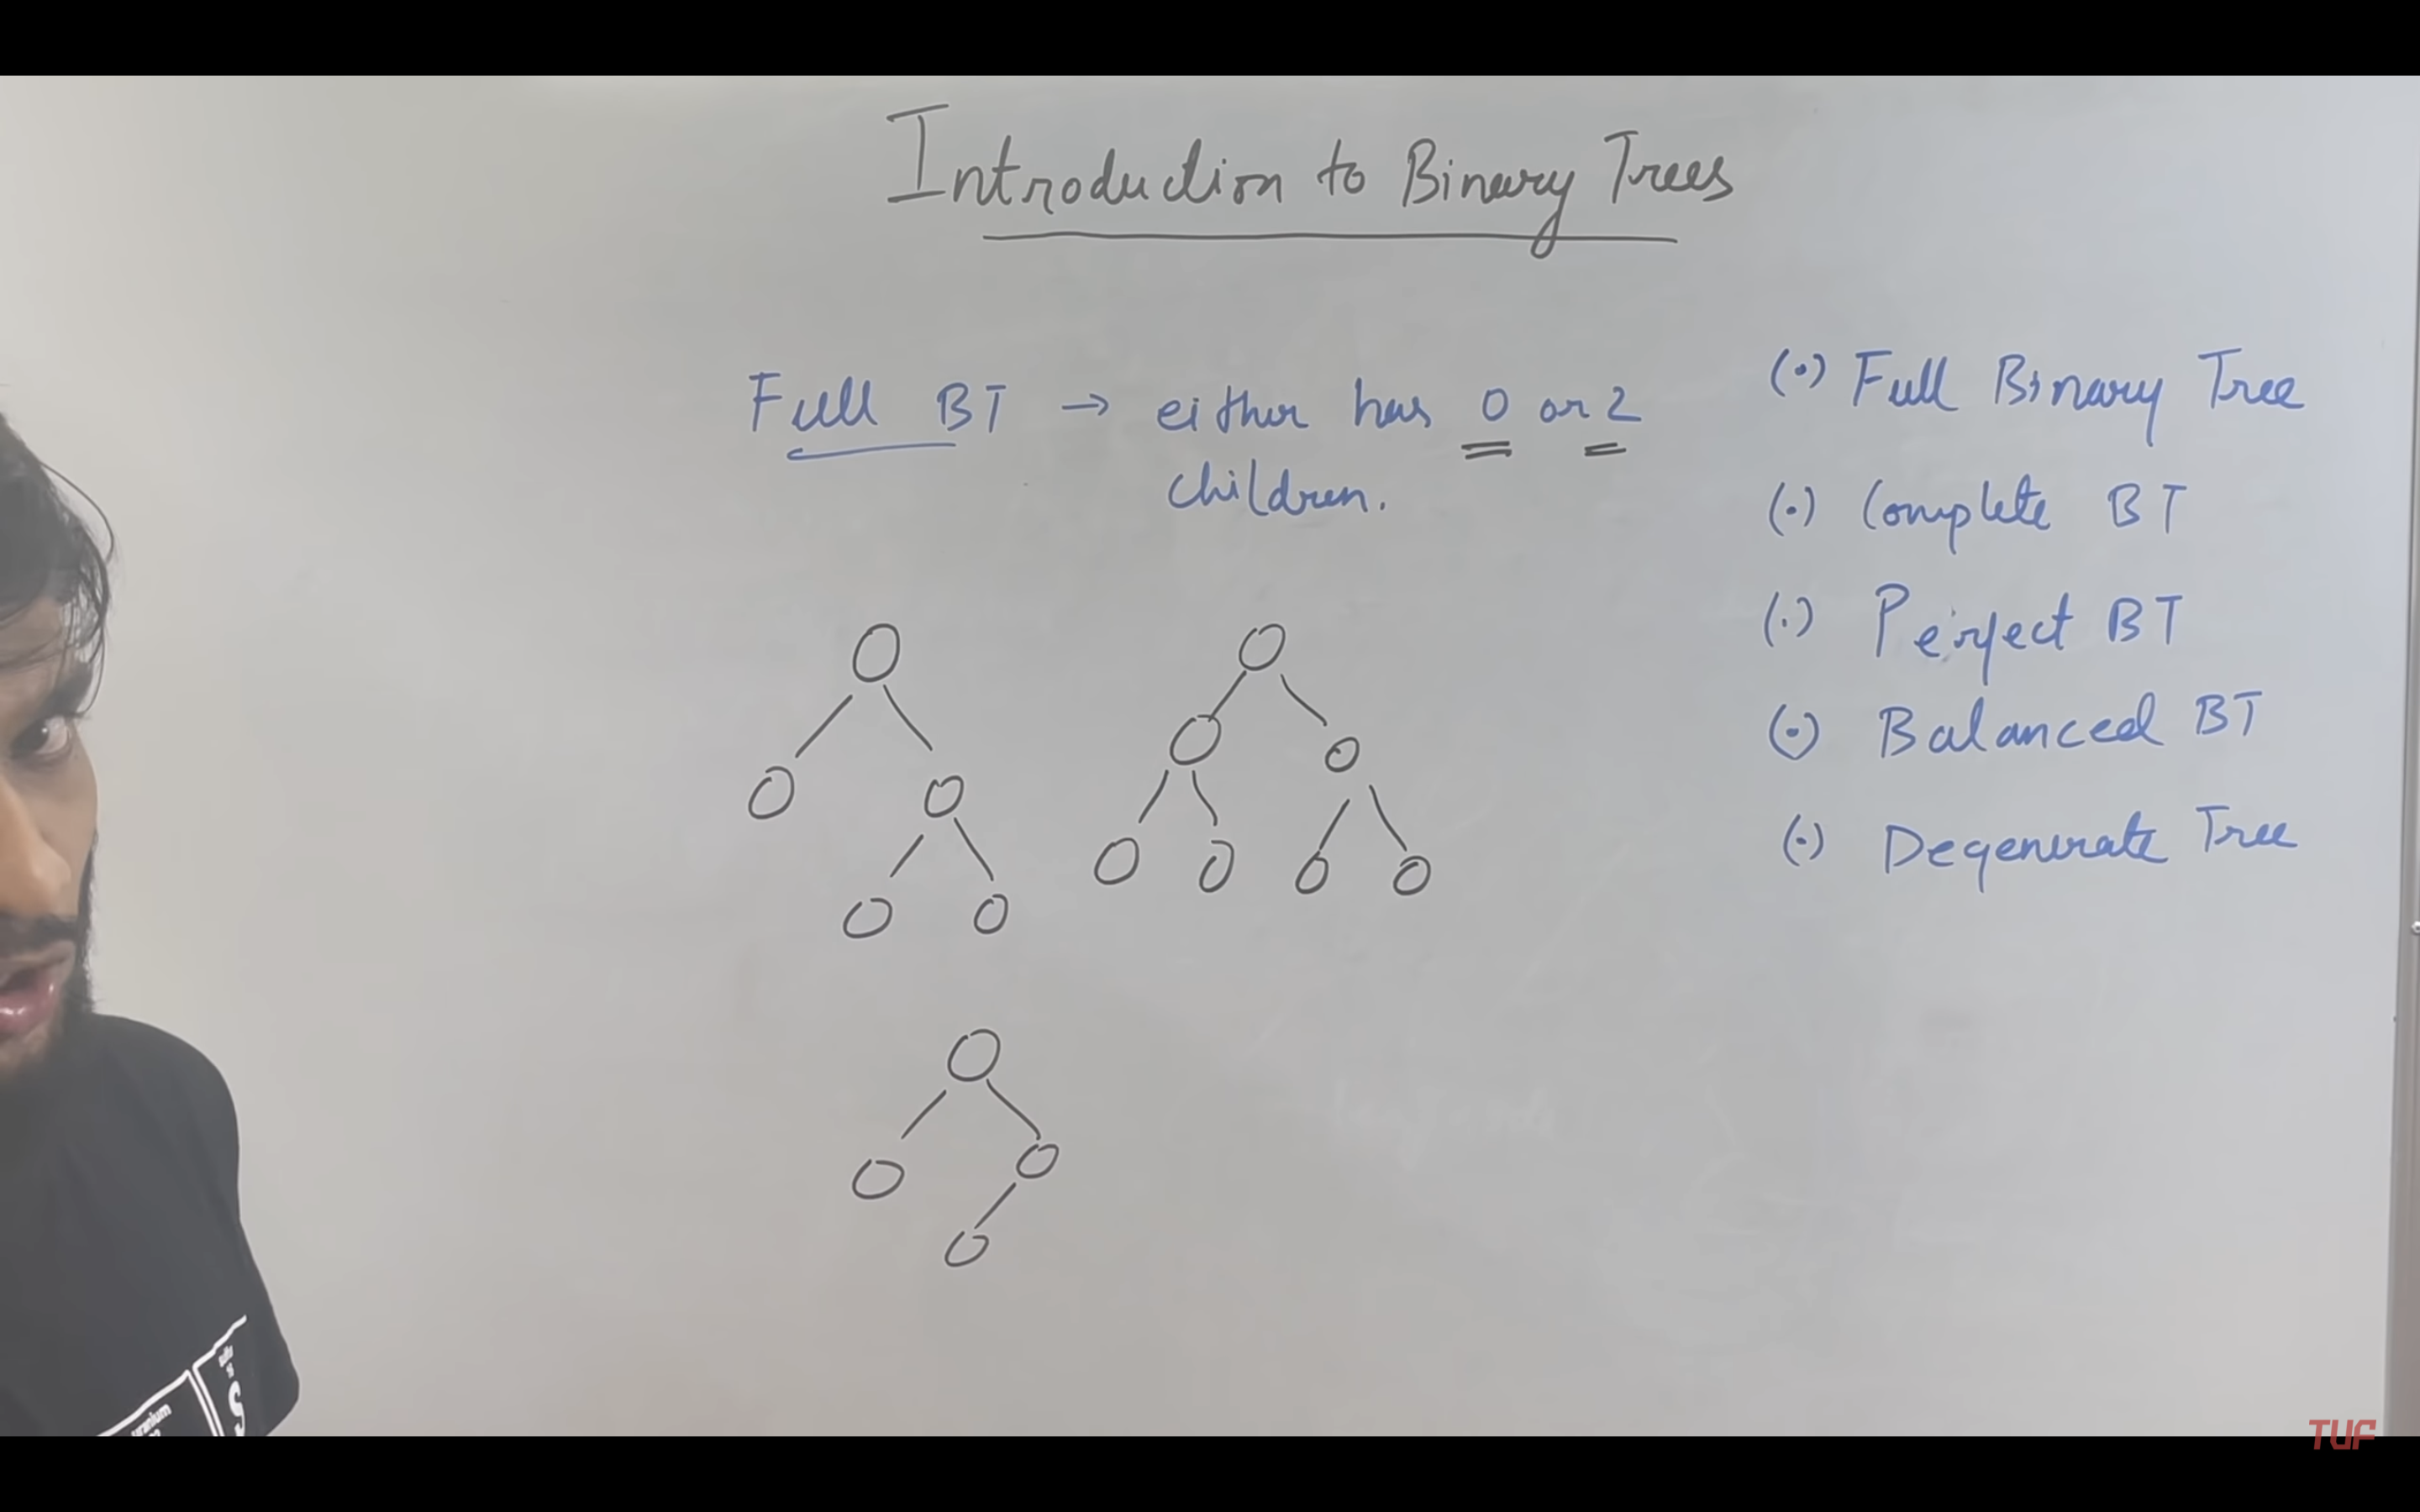 Introduction to Binary Trees
Full BT → either has 0 or 2
children.
(•) Full Binary Tree
(•) Complete BT
(•) Perfect BT
(•) Balanced BT
(•) Degenerate Tree
TUF